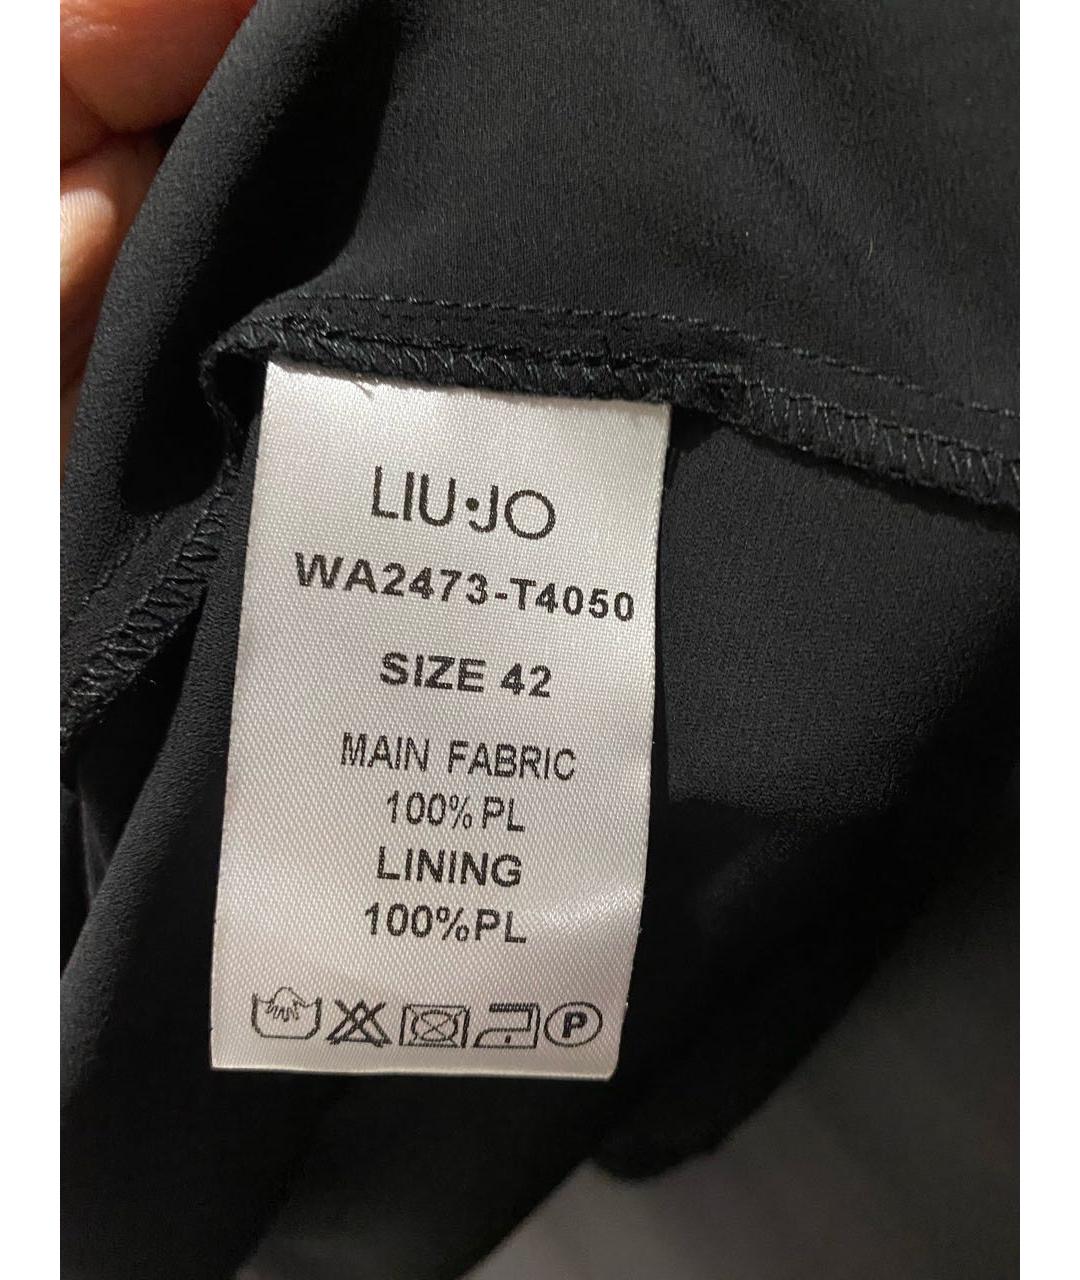 LIU·JO
WA2473-T4050
SIZE 42
MAIN FABRIC
100% PL
LINING
100%PL
P